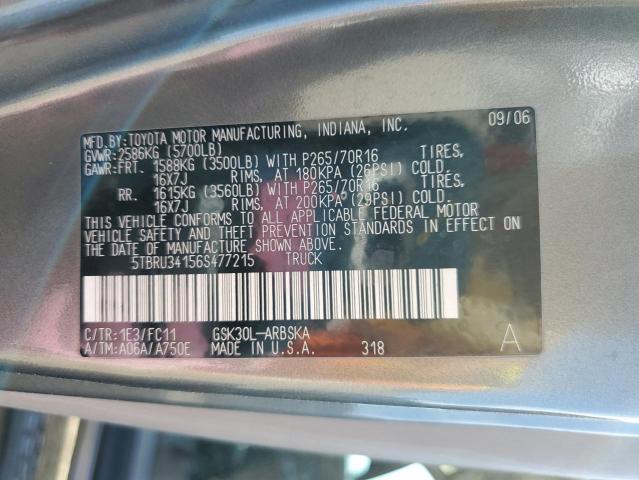 09/06
MFD. BY: TOYOTA MOTOR MANUFACTURING, INDIANA, INC.
GVWR: 2586KG (5700LB)
GAWR: FRT. 1588KG (3500LB) WITH P265/70R16 TIRES,
16X7J RIMS, AT 180KPA (26PSI) COLD.
RR. 1615KG (3560LB) WITH P265/70R16 TIRES,
16X7J RIMS, AT 200KPA (29PSI) COLD.
THIS VEHICLE CONFORMS TO ALL APPLICABLE FEDERAL MOTOR
VEHICLE SAFETY AND THEFT PREVENTION STANDARDS IN EFFECT ON
THE DATE OF MANUFACTURE SHOWN ABOVE.
5TBRU34156S477215 TRUCK
C/TR: 1E3/FC11 GSK30L-ARBSKA
A/TM: A06A/A750E MADE IN U.S.A. 318 A